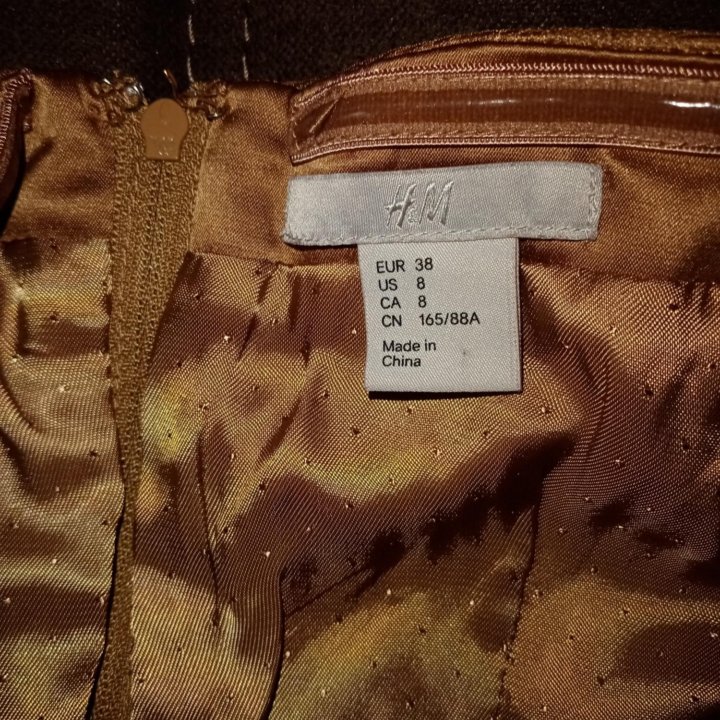 H&M
EUR 38
US 8
CA 8
CN 165/88A
Made in
China